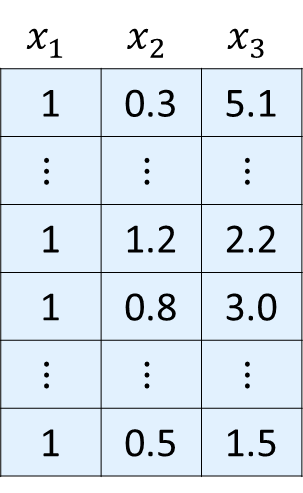 x₁ x₂ x₃
1 0.3 5.1
⋮ ⋮ ⋮
1 1.2 2.2
1 0.8 3.0
⋮ ⋮ ⋮
1 0.5 1.5